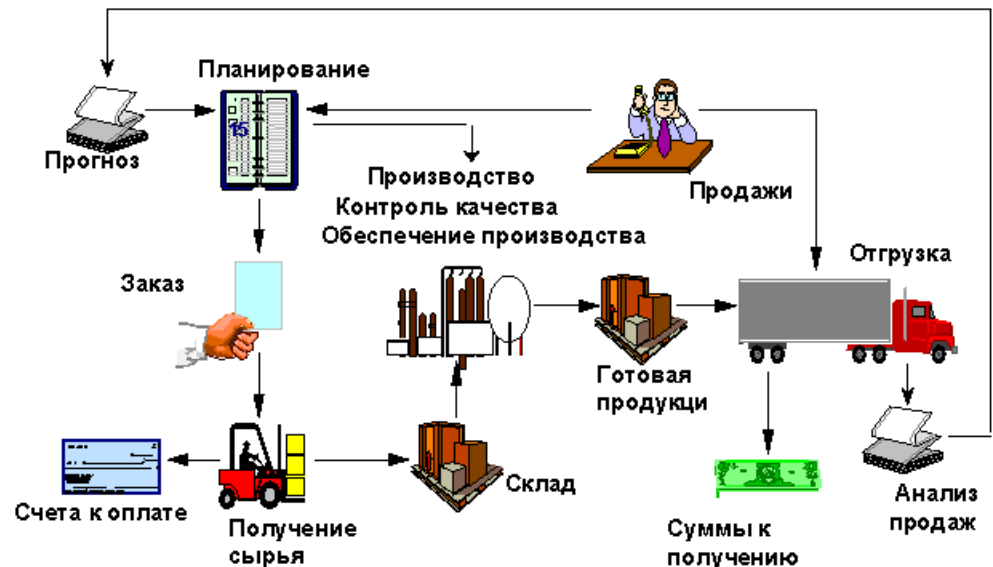 Планирование
15
Прогноз
Производство
Контроль качества
Обеспечение производства
Продажи
Отгрузка
Заказ
Готовая
продукци
Счета к оплате
Получение
сырья
Склад
Суммы к
получению
Анализ
продаж